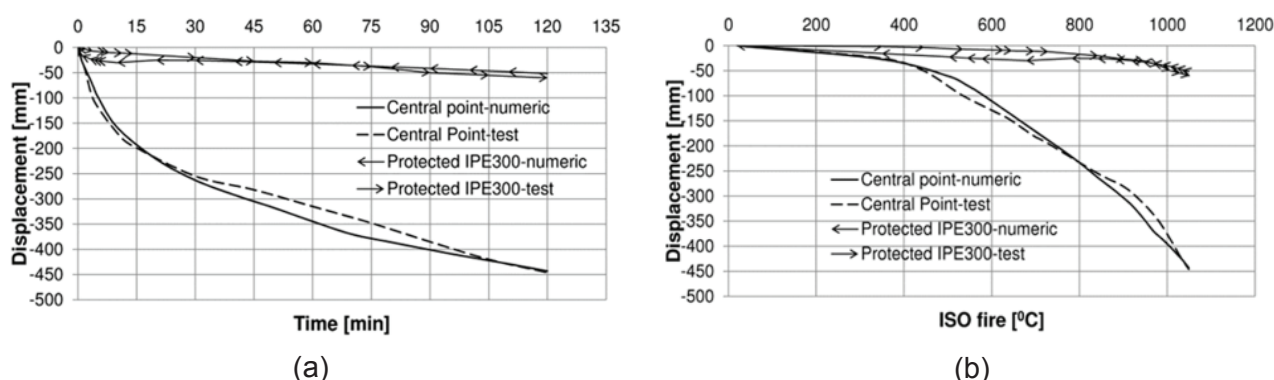 0 15 30 45 60 75 90 105 120 135
0
-50
-100
-150
-200
-250
-300
-350
-400
-450
-500
Displacement [mm]
Central point-numeric
Central Point-test
Protected IPE300-numeric
Protected IPE300-test
Time [min]
(a)
0 200 400 600 800 1000 1200
0
-50
-100
-150
-200
-250
-300
-350
-400
-450
-500
Displacement [mm]
Central point-numeric
Central Point-test
Protected IPE300-numeric
Protected IPE300-test
ISO fire [⁰C]
(b)